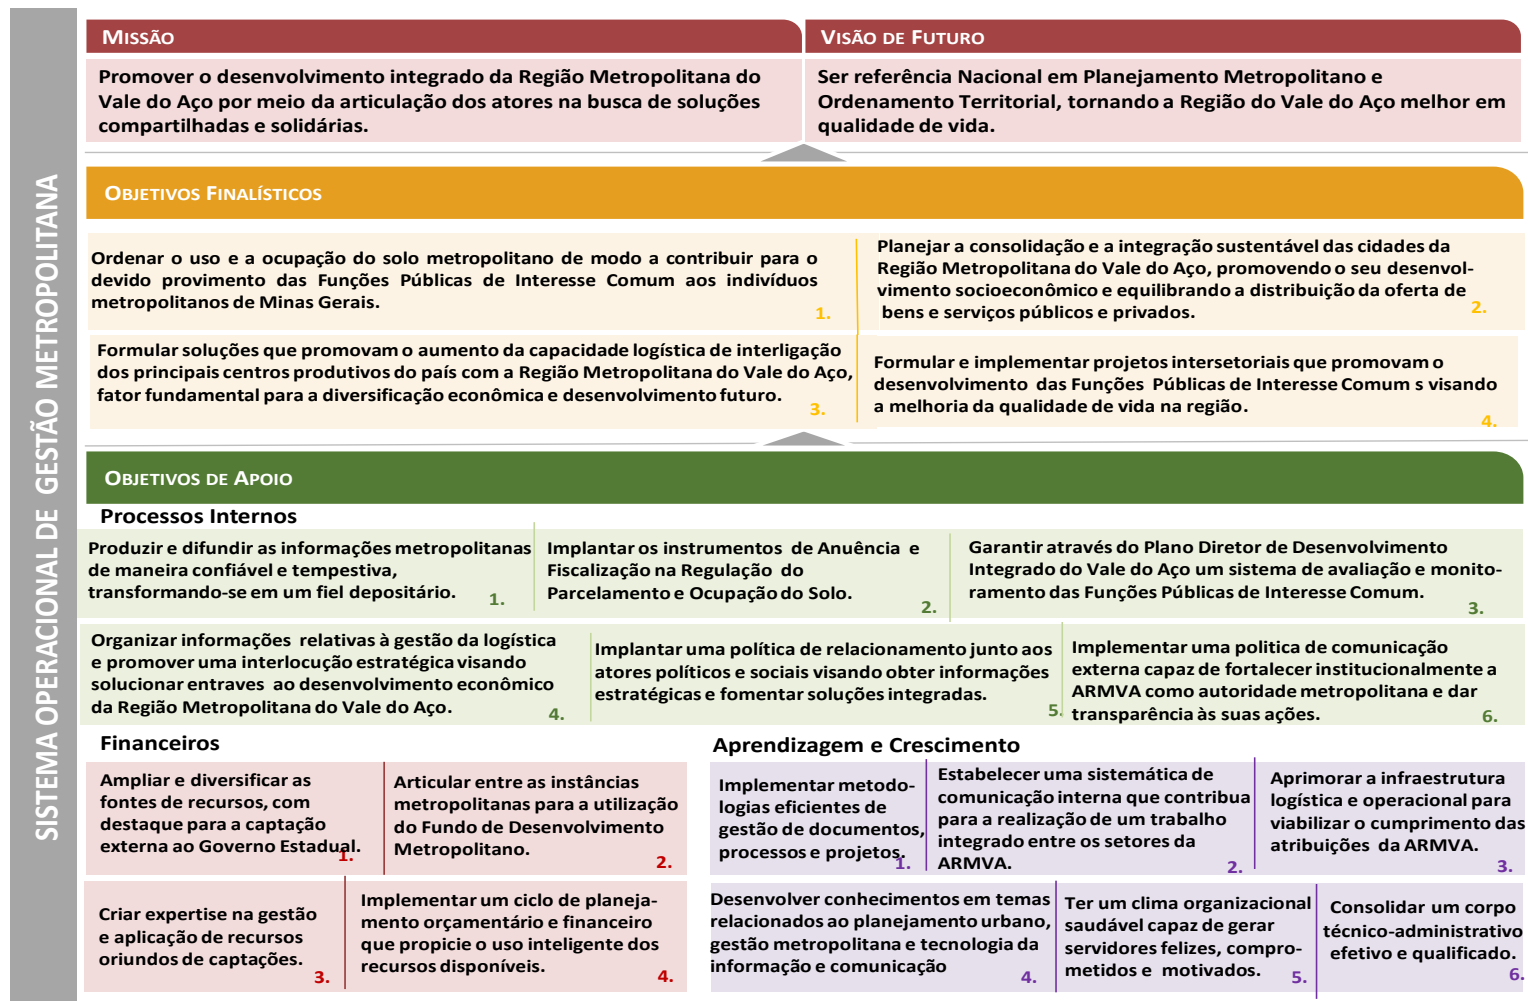 SISTEMA OPERACIONAL DE GESTÃO METROPOLITANA
MISSÃO
Promover o desenvolvimento integrado da Região Metropolitana do
Vale do Aço por meio da articulação dos atores na busca de soluções
compartilhadas e solidárias.
VISÃO DE FUTURO
Ser referência Nacional em Planejamento Metropolitano e
Ordenamento Territorial, tornando a Região do Vale do Aço melhor em
qualidade de vida.
OBJETIVOS FINALÍSTICOS
Ordenar o uso e a ocupação do solo metropolitano de modo a contribuir para o
devido provimento das Funções Públicas de Interesse Comum aos indivíduos
metropolitanos de Minas Gerais.
1.
Planejar a consolidação e a integração sustentável das cidades da
Região Metropolitana do Vale do Aço, promovendo o seu desenvol-
vimento socioeconômico e equilibrando a distribuição da oferta de
bens e serviços públicos e privados.
2.
Formular soluções que promovam o aumento da capacidade logística de interligação
dos principais centros produtivos do país com a Região Metropolitana do Vale do Aço,
fator fundamental para a diversificação econômica e desenvolvimento futuro.
3.
Formular e implementar projetos intersetoriais que promovam o
desenvolvimento das Funções Públicas de Interesse Comum s visando
a melhoria da qualidade de vida na região.
4.
OBJETIVOS DE APOIO
Processos Internos
Produzir e difundir as informações metropolitanas
de maneira confiável e tempestiva,
transformando-se em um fiel depositário.
1.
Implantar os instrumentos de Anuência e
Fiscalização na Regulação do
Parcelamento e Ocupação do Solo.
2.
Garantir através do Plano Diretor de Desenvolvimento
Integrado do Vale do Aço um sistema de avaliação e monito-
ramento das Funções Públicas de Interesse Comum.
3.
Organizar informações relativas à gestão da logística
e promover uma interlocução estratégica visando
solucionar entraves ao desenvolvimento econômico
da Região Metropolitana do Vale do Aço.
4.
Implantar uma política de relacionamento junto aos
atores políticos e sociais visando obter informações
estratégicas e fomentar soluções integradas.
5.
Implementar uma politica de comunicação
externa capaz de fortalecer institucionalmente a
ARMVA como autoridade metropolitana e dar
transparência às suas ações.
6.
Financeiros
Ampliar e diversificar as
fontes de recursos, com
destaque para a captação
externa ao Governo Estadual.
1.
Articular entre as instâncias
metropolitanas para a utilização
do Fundo de Desenvolvimento
Metropolitano.
2.
Criar expertise na gestão
e aplicação de recursos
oriundos de captações.
3.
Implementar um ciclo de planeja-
mento orçamentário e financeiro
que propicie o uso inteligente dos
recursos disponíveis.
4.
Aprendizagem e Crescimento
Implementar metodo-
logias eficientes de
gestão de documentos,
processos e projetos.
1.
Estabelecer uma sistemática de
comunicação interna que contribua
para a realização de um trabalho
integrado entre os setores da
ARMVA.
2.
Aprimorar a infraestrutura
logística e operacional para
viabilizar o cumprimento das
atribuições da ARMVA.
3.
Desenvolver conhecimentos em temas
relacionados ao planejamento urbano,
gestão metropolitana e tecnologia da
informação e comunicação
4.
Ter um clima organizacional
saudável capaz de gerar
servidores felizes, compro-
metidos e motivados.
5.
Consolidar um corpo
técnico-administrativo
efetivo e qualificado.
6.